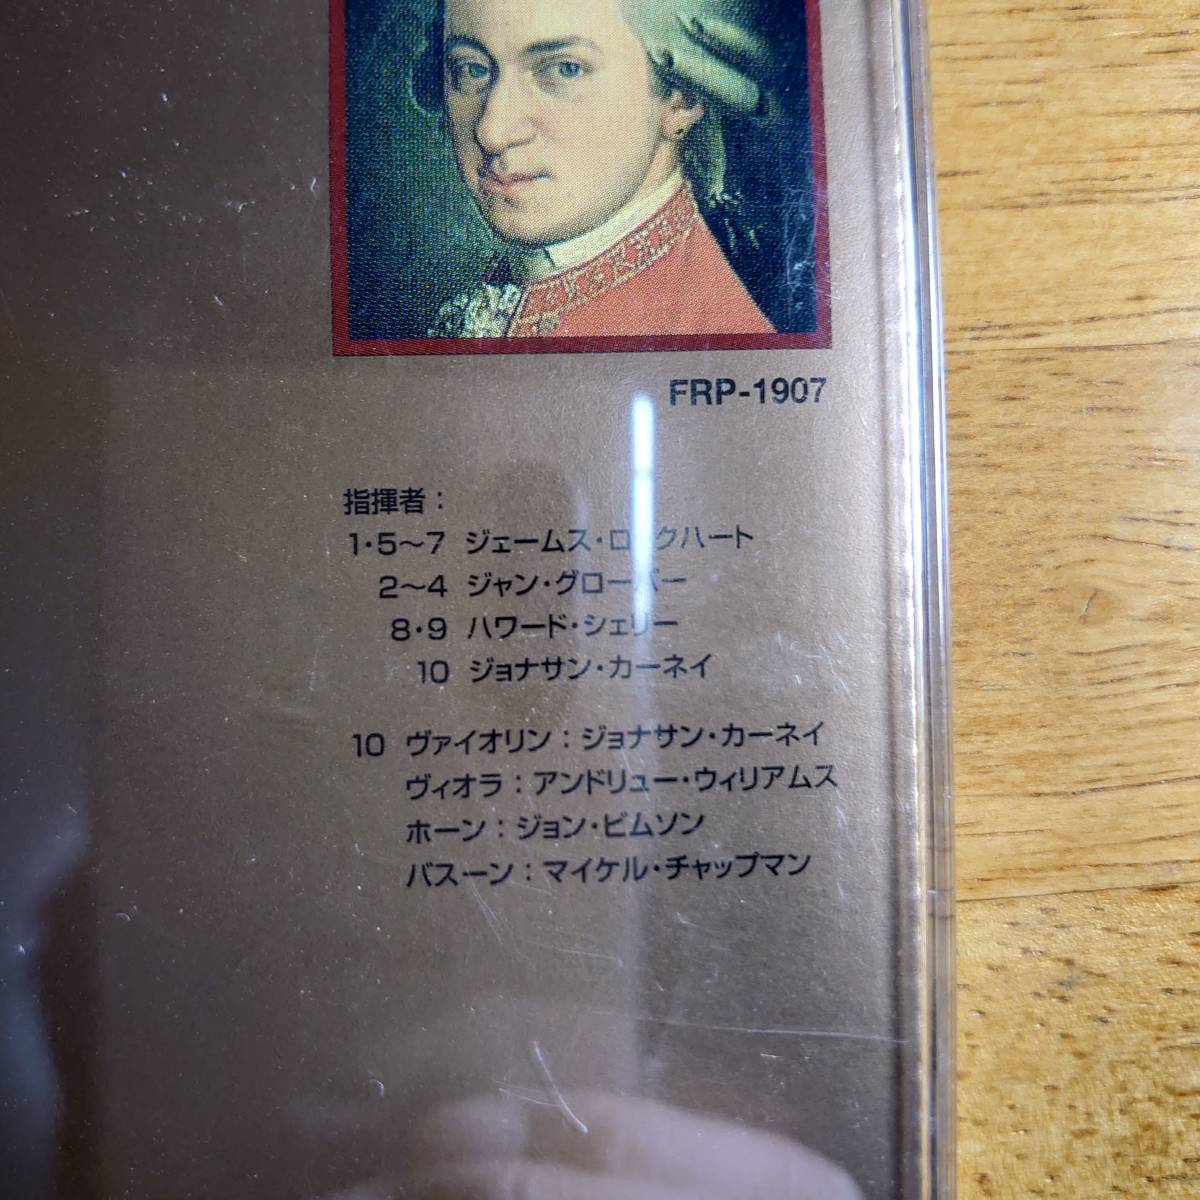 FRP-1907
指揮者：
1・5～7 ジェームス・ロックハート
2～4 ジャン・グローバー
8・9 ハワード・シェリー
10 ジョナサン・カーネイ
10 ヴァイオリン：ジョナサン・カーネイ
ヴィオラ：アンドリュー・ウィリアムス
ホーン：ジョン・ビムソン
バスーン：マイケル・チャップマン